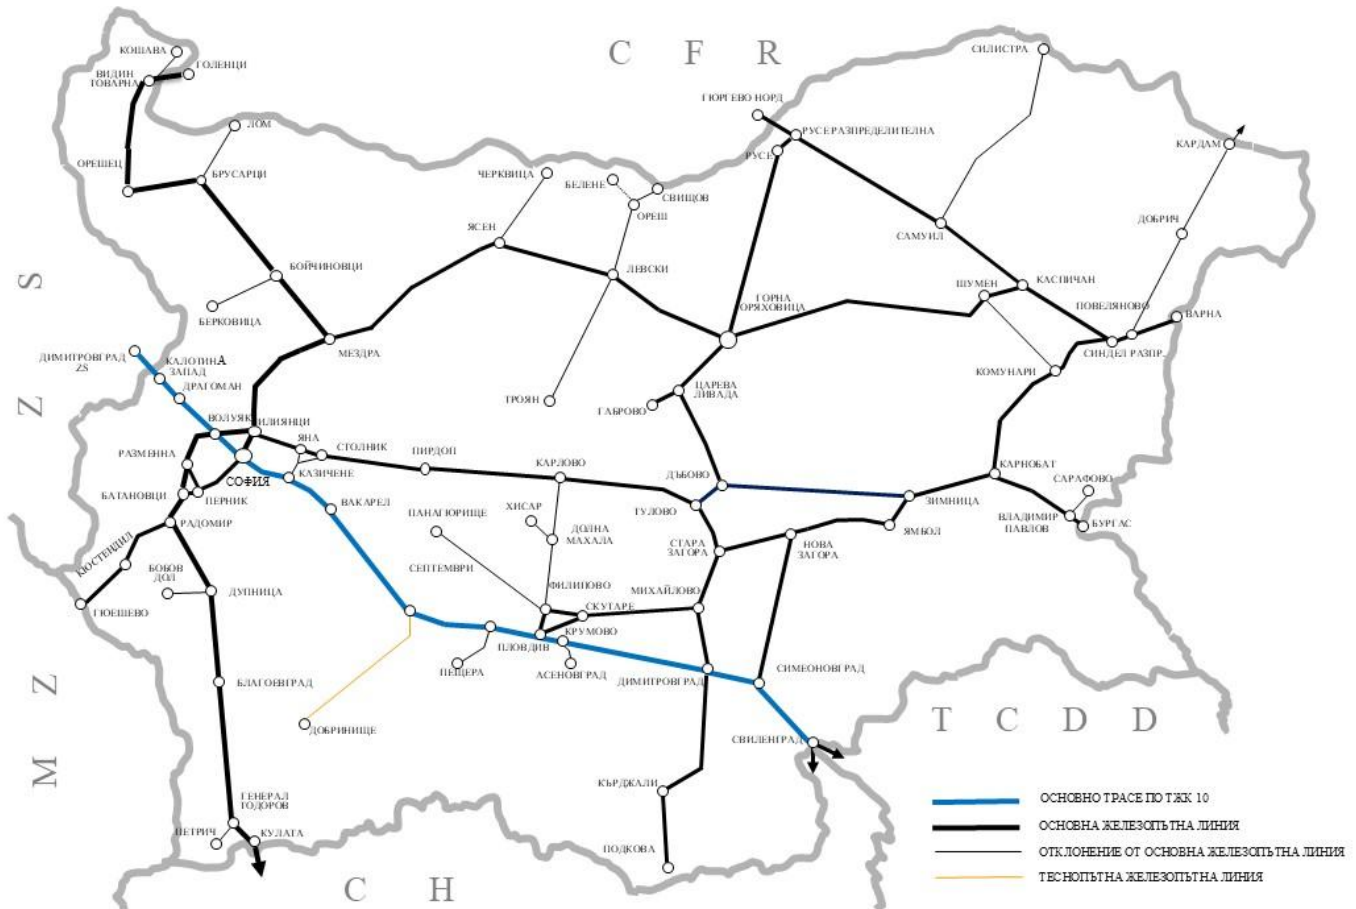 C F R
КОШАВА
ГОЛЕНЦИ
ВИДИН
ТОВАРНА
ЛОМ
ОРЕШЕЦ
БРУСАРЦИ
СИЛИСТРА
ГЮРГЕВО НОРД
РУСЕ РАЗПРЕДЕЛИТЕЛНА
РУСЕ
КАРДАМ
ЧЕРКВИЦА
БЕЛЕНЕ
СВИЩОВ
ОРЕШ
ЯСЕН
САМУИЛ
ДОБРИЧ
БОЙЧИНОВЦИ
ЛЕВСКИ
ШУМЕН
КАСПИЧАН
ГОРНА
ОРЯХОВИЦА
ПОВЕЛЯНОВО
ВАРНА
БЕРКОВИЦА
МЕЗДРА
СИНДЕЛ РАЗПР.
Z Z S
ДИМИТРОВГРАД
ZS
КАЛОТИНА
ЗАПАД
ДРАГОМАН
КОМУНАРИ
ЦАРЕВА
ЛИВАДА
ТРОЯН
ГАБРОВО
ВОЛУЯК
ИЛИЯНЦИ
ЯНА
СТОЛНИК
РАЗМЕННА
ПИРДОП
КАРЛОВО
ДЪБОВО
КАРНОБАТ
СОФИЯ
КАЗИЧЕНЕ
САРАФОВО
БАТАНОВЦИ
ПЕРНИК
ВАКАРЕЛ
ЗИМНИЦА
ПАНАГЮРИЩЕ
ХИСАР
ТУЛОВО
РАДОМИР
ДОЛНА
МАХАЛА
ЯМБОЛ
ВЛАДИМИР
ПАВЛОВ
БУРГАС
КЮСТЕНДИЛ
СТАРА
ЗАГОРА
НОВА
ЗАГОРА
БОБОВ
ДОЛ
СЕПТЕМВРИ
ФИЛИПОВО
МИХАЙЛОВО
ДУПНИЦА
ГЮЕШЕВО
СКУТАРЕ
КРУМОВО
ПЛОВДИВ
ПЕЩЕРА
АСЕНОВГРАД
ДИМИТРОВГРАД
СИМЕОНОВГРАД
M Z
БЛАГОЕВГРАД
ДОБРИНИЩЕ
T C D D
СВИЛЕНГРАД
КЪРДЖАЛИ
ГЕНЕРАЛ
ТОДОРОВ
ПЕТРИЧ
КУЛАТА
ПОДКОВА
C H
ОСНОВНО ТРАСЕ ПО ТЖК 10
ОСНОВНА ЖЕЛЕЗОПЪТНА ЛИНИЯ
ОТКЛОНЕНИЕ ОТ ОСНОВНА ЖЕЛЕЗОПЪТНА ЛИНИЯ
ТЕСНОПЪТНА ЖЕЛЕЗОПЪТНА ЛИНИЯ